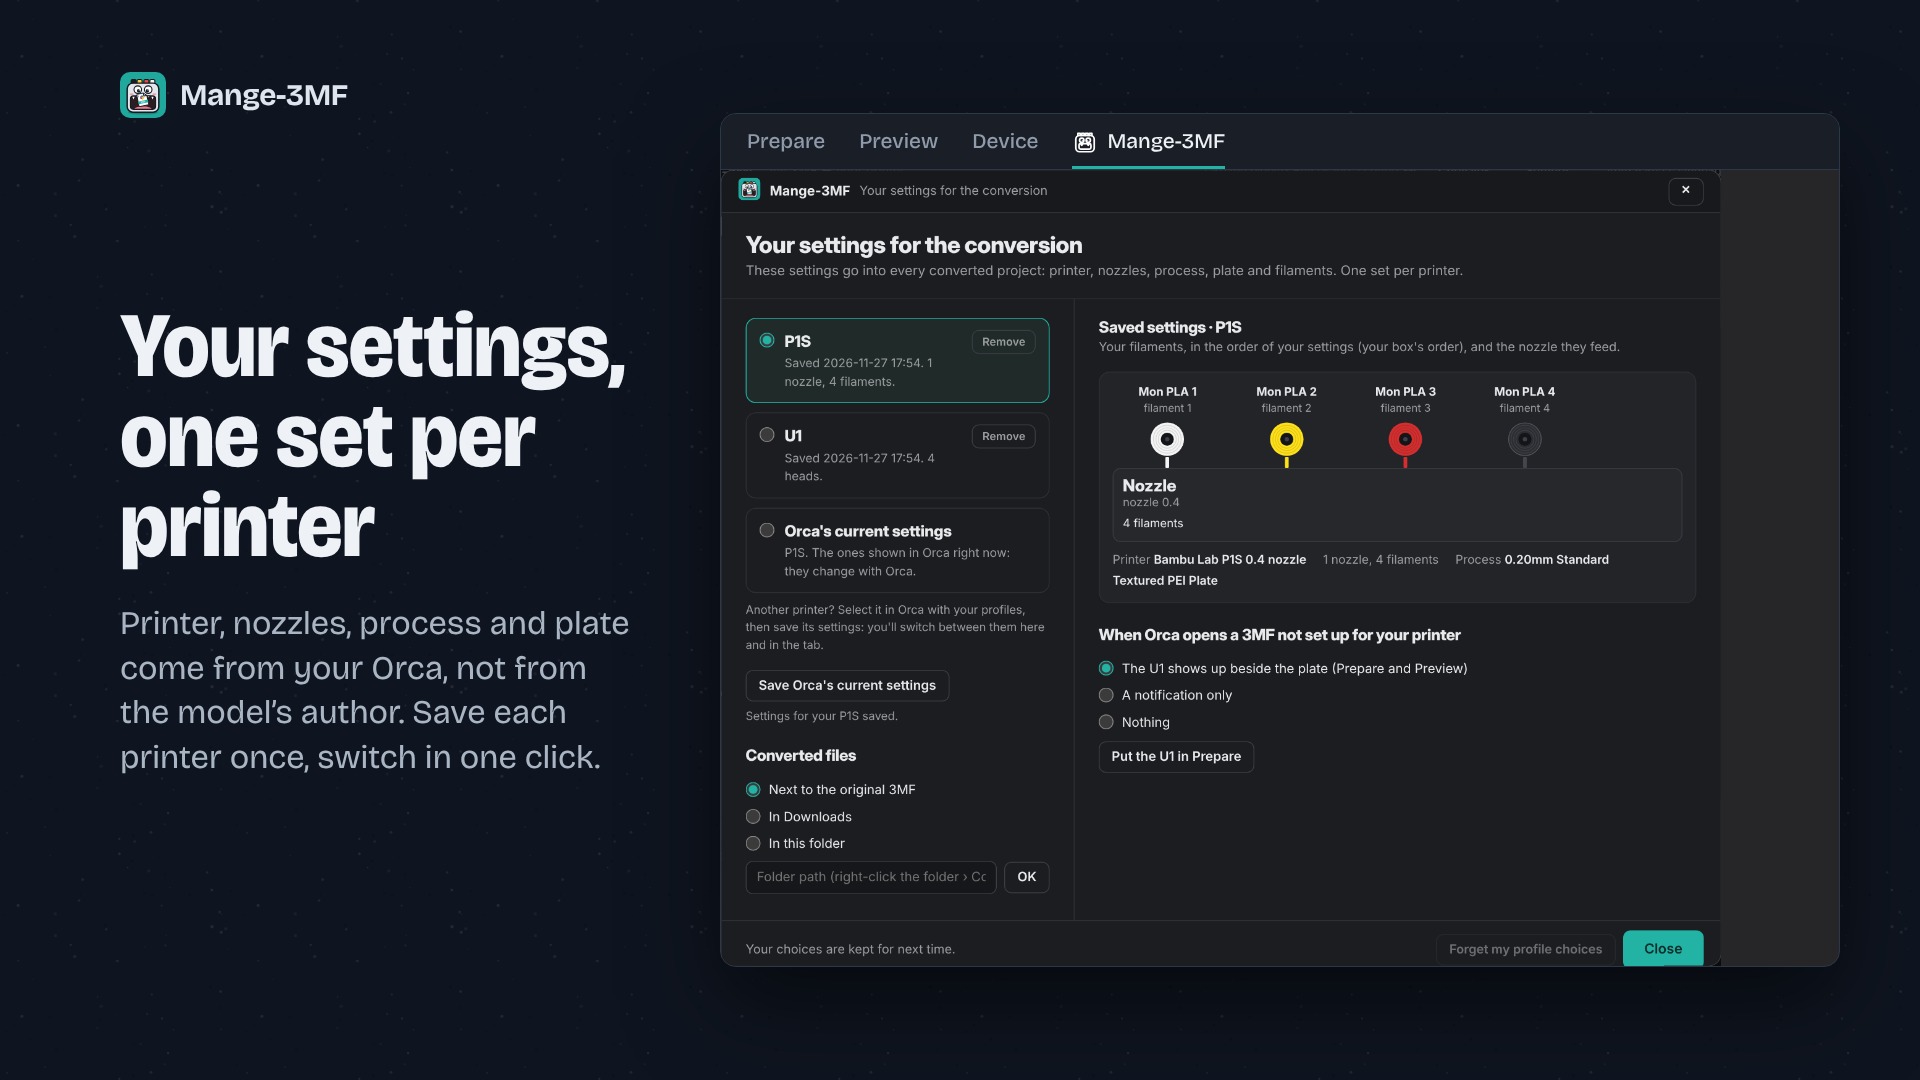 Mange-3MF
Your settings,
one set per
printer
Printer, nozzles, process and plate
come from your Orca, not from
the model’s author. Save each
printer once, switch in one click.
Prepare
Preview
Device
Mange-3MF
Mange-3MF Your settings for the conversion
×
Your settings for the conversion
These settings go into every converted project: printer, nozzles, process, plate and filaments. One set per printer.
P1S
Remove
Saved 2026-11-27 17:54. 1
nozzle, 4 filaments.
U1
Remove
Saved 2026-11-27 17:54. 4
heads.
Orca's current settings
P1S. The ones shown in Orca right now:
they change with Orca.
Another printer? Select it in Orca with your profiles,
then save its settings: you'll switch between them here
and in the tab.
Save Orca's current settings
Settings for your P1S saved.
Converted files
Next to the original 3MF
In Downloads
In this folder
Folder path (right-click the folder › Cc
OK
Saved settings · P1S
Your filaments, in the order of your settings (your box's order), and the nozzle they feed.
Mon PLA 1
filament 1
Mon PLA 2
filament 2
Mon PLA 3
filament 3
Mon PLA 4
filament 4
Nozzle
nozzle 0.4
4 filaments
Printer Bambu Lab P1S 0.4 nozzle 1 nozzle, 4 filaments Process 0.20mm Standard
Textured PEI Plate
When Orca opens a 3MF not set up for your printer
The U1 shows up beside the plate (Prepare and Preview)
A notification only
Nothing
Put the U1 in Prepare
Your choices are kept for next time.
Forget my profile choices
Close